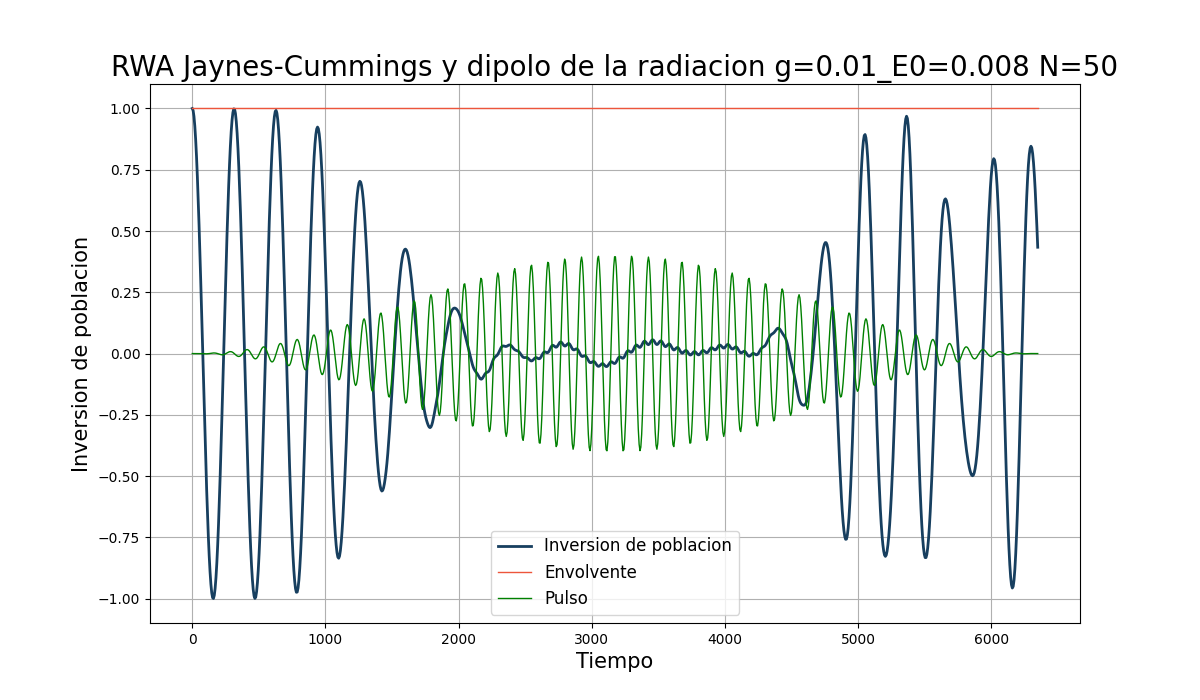 RWA Jaynes-Cummings y dipolo de la radiacion g=0.01_E0=0.008 N=50
Inversion de poblacion
1.00
0.75
0.50
0.25
0.00
−0.25
−0.50
−0.75
−1.00
Inversion de poblacion
Envolvente
Pulso
0 1000 2000 3000 4000 5000 6000
Tiempo